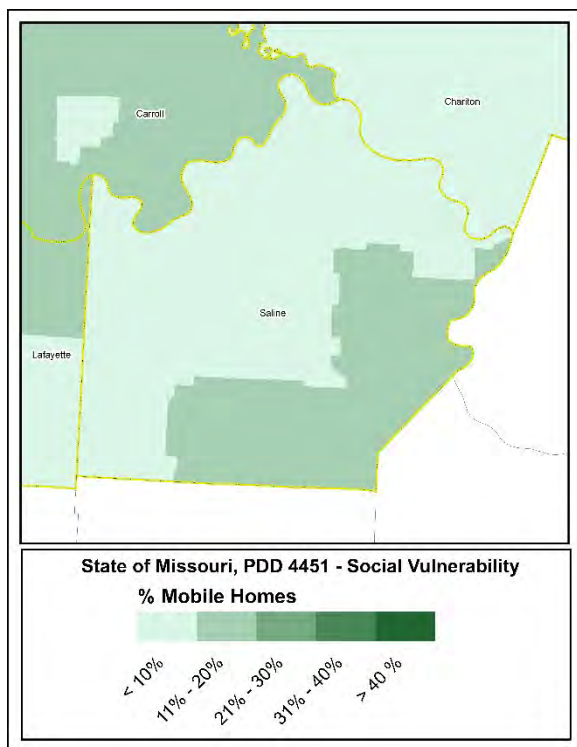 Carroll
Chariton
Saline
Lafayette
State of Missouri, PDD 4451 - Social Vulnerability
% Mobile Homes
< 10%
11% - 20%
21% - 30%
31% - 40%
> 40 %